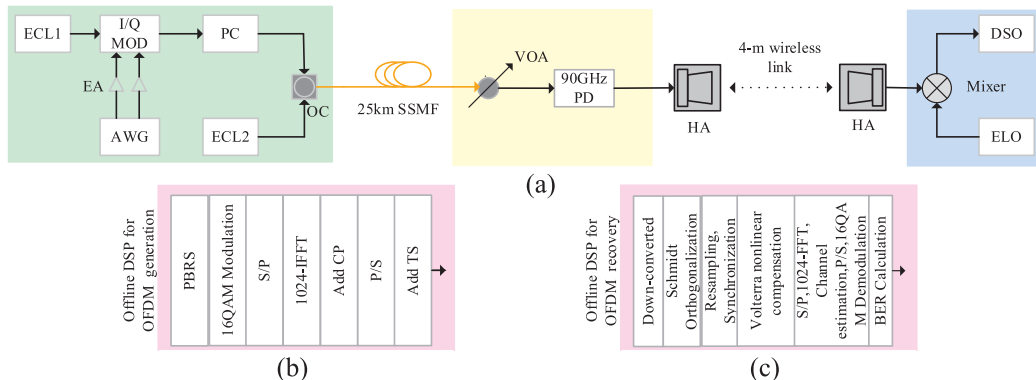 ECL1
I/Q
MOD
PC
EA
AWG
ECL2
OC
25km SSMF
VOA
90GHz
PD
HA
4-m wireless
link
HA
DSO
Mixer
ELO
(a)
Offline DSP for
OFDM generation
PBRS
16QAM Modulation
S/P
1024-IFFT
Add CP
P/S
Add TS
(b)
Offline DSP for
OFDM recovery
Down-converted
Schmidt
Orthogonalization
Resampling,
Synchronization
Volterra nonlinear
compensation
S/P,1024-FFT,
Channel
estimation,P/S,16QA
M Demodulation
BER Calculation
(c)